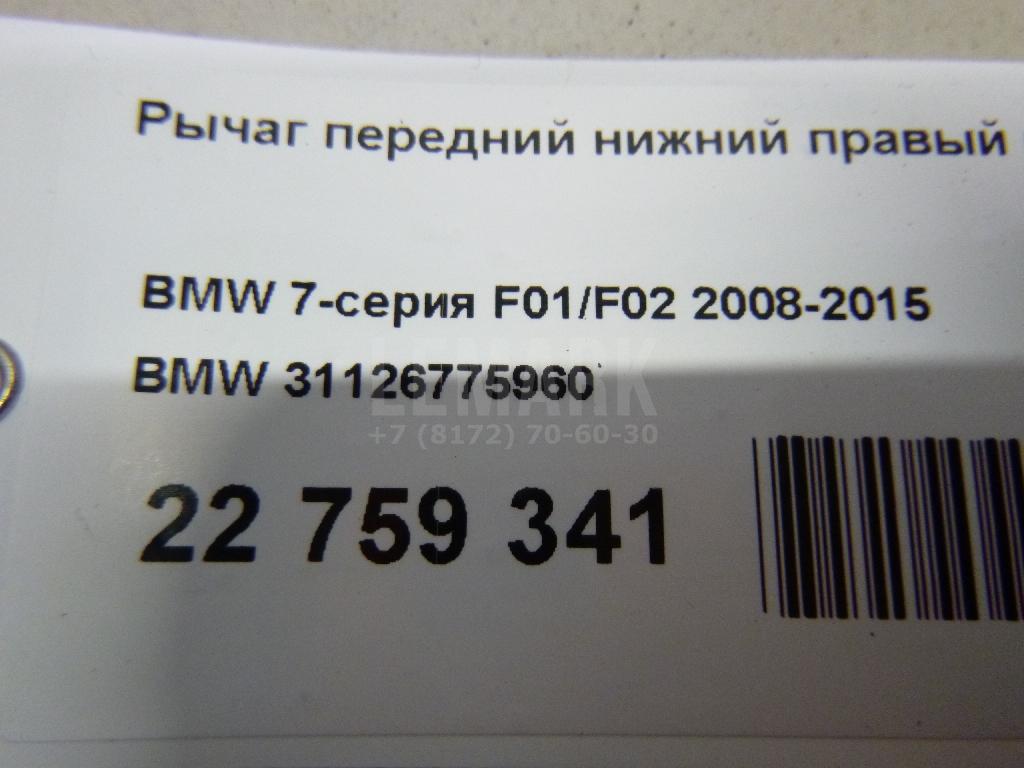 Рычаг передний нижний правый
BMW 7-серия F01/F02 2008-2015
BMW 31126775960
LEMARK
+7 (8172) 70-60-30
22 759 341